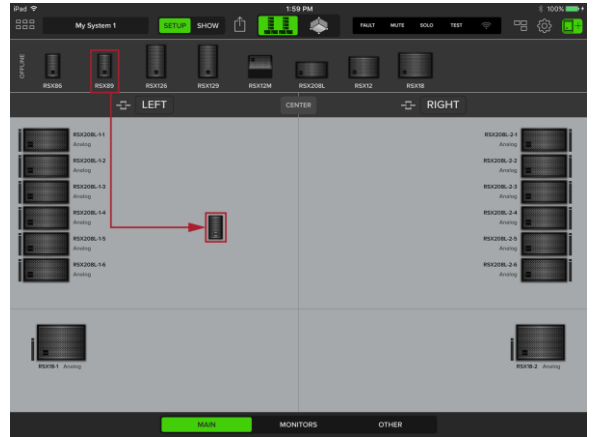 iPad 1:59 PM 100%
My System 1 SETUP SHOW FAULT MUTE SOLO TEST
OFFLINE
RSX86 RSX89 RSX126 RSX129 RSX12M RSX208L RSX12 RSX18
LEFT CENTER RIGHT
RSX208L-1-1
Analog
RSX208L-1-2
Analog
RSX208L-1-3
Analog
RSX208L-1-4
Analog
RSX208L-1-5
Analog
RSX208L-1-6
Analog
RSX208L-2-1
Analog
RSX208L-2-2
Analog
RSX208L-2-3
Analog
RSX208L-2-4
Analog
RSX208L-2-5
Analog
RSX208L-2-6
Analog
RSX18-1 Analog
RSX18-2 Analog
MAIN MONITORS OTHER